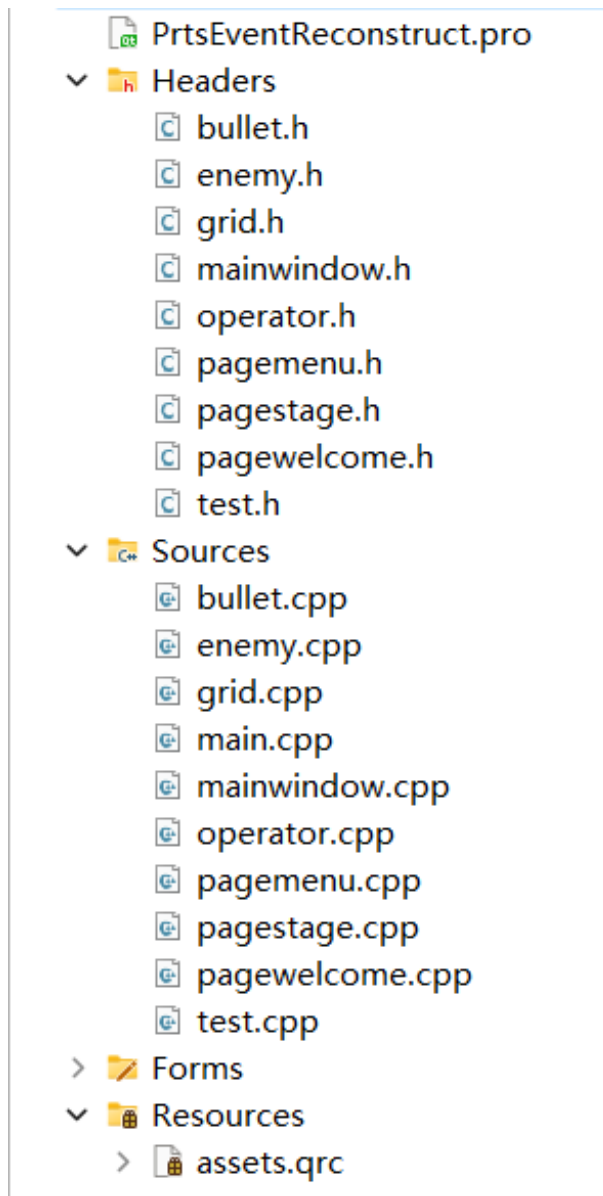 PrtsEventReconstruct.pro
Headers
bullet.h
enemy.h
grid.h
mainwindow.h
operator.h
pagemenu.h
pagestage.h
pagewelcome.h
test.h
Sources
bullet.cpp
enemy.cpp
grid.cpp
main.cpp
mainwindow.cpp
operator.cpp
pagemenu.cpp
pagestage.cpp
pagewelcome.cpp
test.cpp
Forms
Resources
assets.qrc